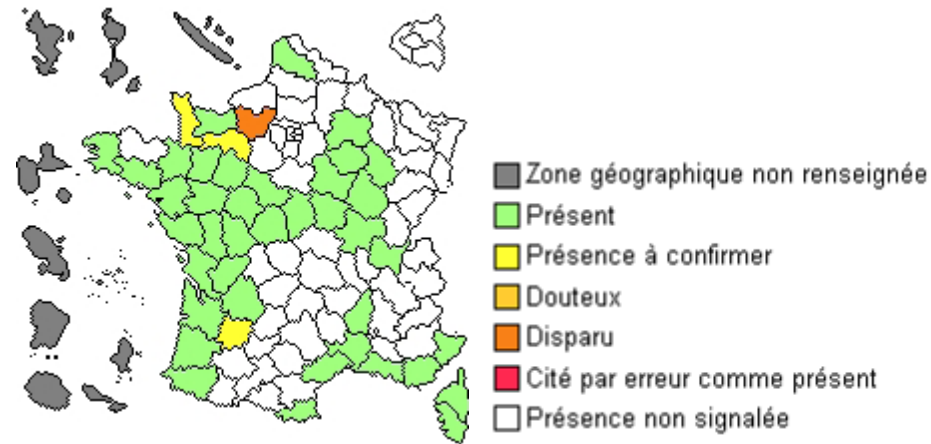 Zone géographique non renseignée
Présent
Présence à confirmer
Douteux
Disparu
Cité par erreur comme présent
Présence non signalée